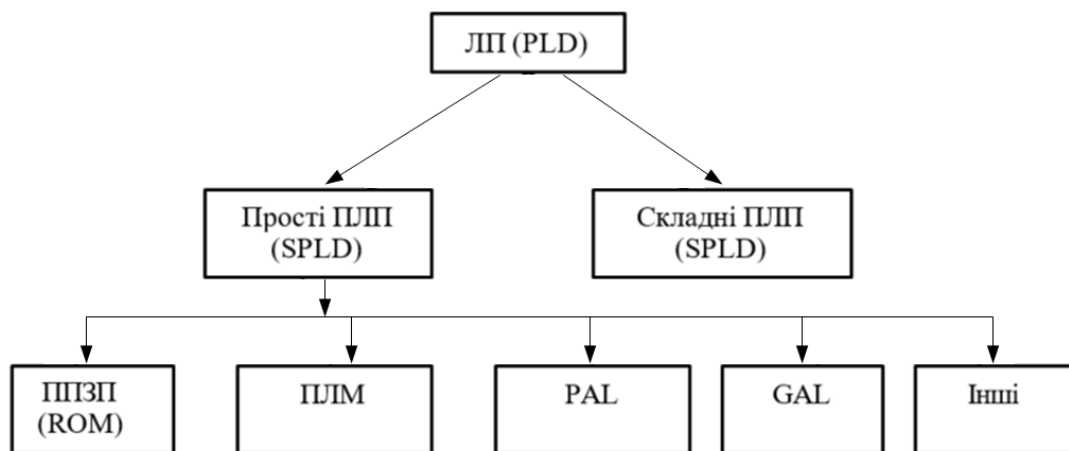 ЛП (PLD)
Прості ПЛП
(SPLD)
Складні ПЛП
(SPLD)
ППЗП
(ROM)
ПЛМ
PAL
GAL
Інші